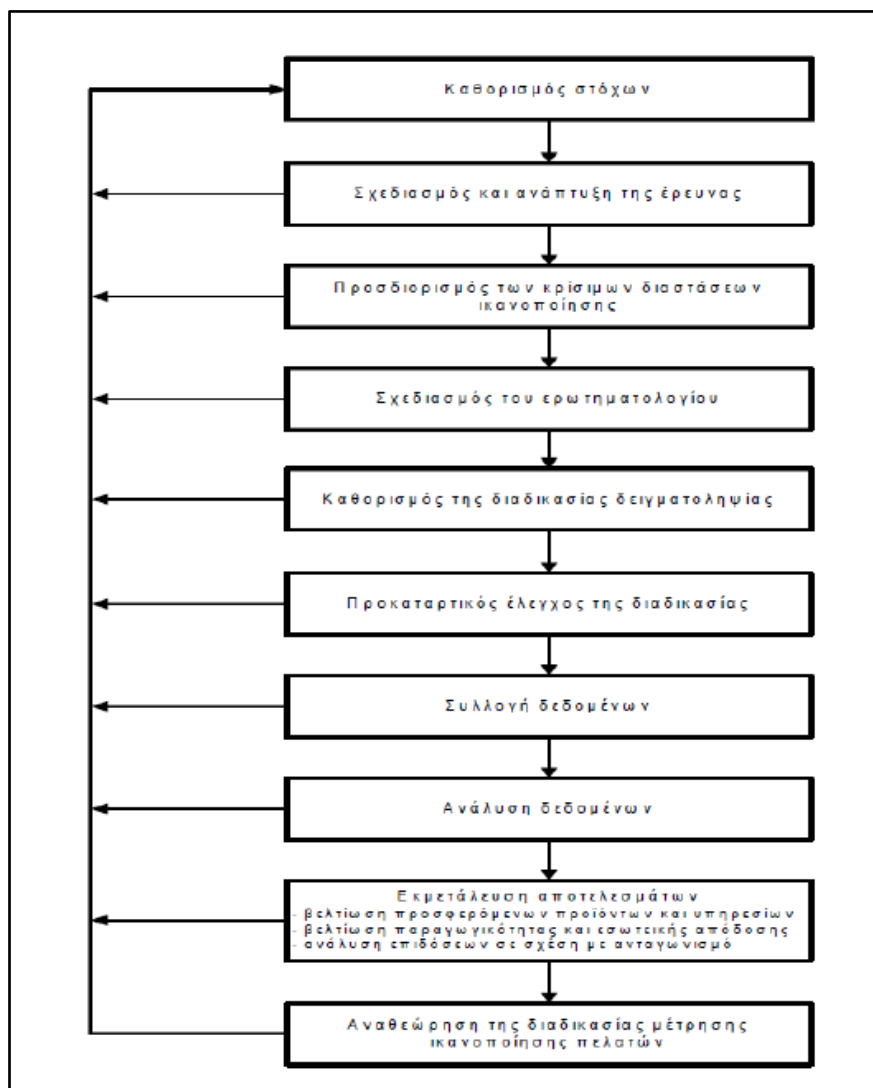 Καθορισμός στόχων
Σχεδιασμός και ανάπτυξη της έρευνας
Προσδιορισμός των κρίσιμων διαστάσεων
ικανοποίησης
Σχεδιασμός του ερωτηματολογίου
Καθορισμός της διαδικασίας δειγματοληψίας
Προκαταρτικός έλεγχος της διαδικασίας
Συλλογή δεδομένων
Ανάλυση δεδομένων
Εκμετάλευση αποτελεσμάτων
- βελτίωση προσφερόμενων προϊόντων και υπηρεσίων
- βελτίωση παραγωγικότητας και εσωτεικής απόδοσης
- ανάλυση επιδόσεων σε σχέση με ανταγωνισμό
Αναθεώρηση της διαδικασίας μέτρησης
ικανοποίησης πελατών